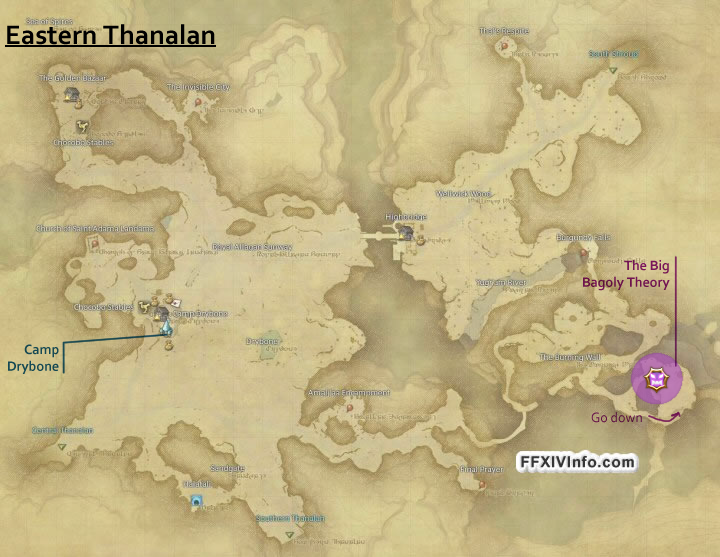 Sea of Spires
Eastern Thanalan
Thal's Respite
South Shroud
The Golden Bazaar
The Invisible City
Chocobo Stables
Wellwick Wood
Church of Saint Adama Landama
Highbridge
Royal Allagan Sunway
Burgundy Falls
The Big
Bagoly Theory
Yugr'am River
Chocobo Stables
Camp Drybone
Drybone
Camp
Drybone
The Burning Wall
Amalj'aa Encampment
Go down
Central Thanalan
Sandgate
Final Prayer
FFXIVInfo.com
Halatali
Southern Thanalan